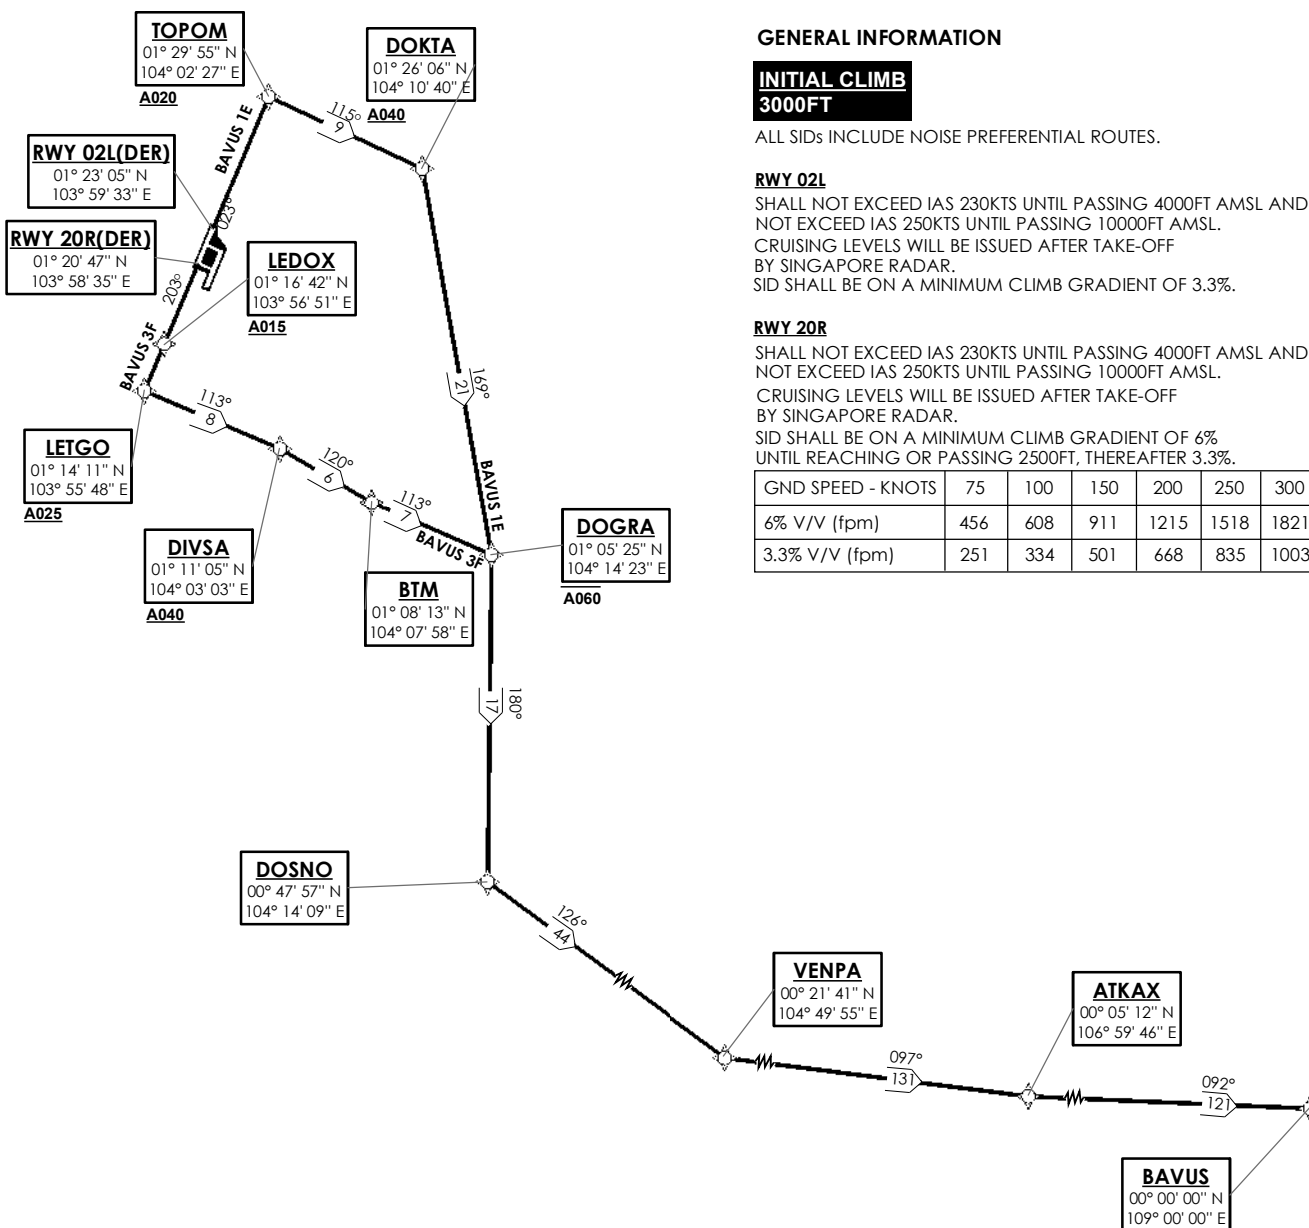 TOPOM
01° 29' 55" N
104° 02' 27" E
A020
DOKTA
01° 26' 06" N
104° 10' 40" E
A040
115°
9
BAVUS 1E
RWY 02L(DER)
01° 23' 05" N
103° 59' 33" E
023°
RWY 20R(DER)
01° 20' 47" N
103° 58' 35" E
203°
LEDOX
01° 16' 42" N
103° 56' 51" E
A015
BAVUS 3F
LETGO
01° 14' 11" N
103° 55' 48" E
A025
113°
8
DIVSA
01° 11' 05" N
104° 03' 03" E
A040
120°
6
BTM
01° 08' 13" N
104° 07' 58" E
113°
7
BAVUS 3F
169°
21
BAVUS 1E
DOGRA
01° 05' 25" N
104° 14' 23" E
A060
180°
17
DOSNO
00° 47' 57" N
104° 14' 09" E
126°
44
VENPA
00° 21' 41" N
104° 49' 55" E
097°
131
ATKAX
00° 05' 12" N
106° 59' 46" E
092°
121
BAVUS
00° 00' 00" N
109° 00' 00" E
GENERAL INFORMATION
INITIAL CLIMB
3000FT
ALL SIDs INCLUDE NOISE PREFERENTIAL ROUTES.
RWY 02L
SHALL NOT EXCEED IAS 230KTS UNTIL PASSING 4000FT AMSL AND
NOT EXCEED IAS 250KTS UNTIL PASSING 10000FT AMSL.
CRUISING LEVELS WILL BE ISSUED AFTER TAKE-OFF
BY SINGAPORE RADAR.
SID SHALL BE ON A MINIMUM CLIMB GRADIENT OF 3.3%.
RWY 20R
SHALL NOT EXCEED IAS 230KTS UNTIL PASSING 4000FT AMSL AND
NOT EXCEED IAS 250KTS UNTIL PASSING 10000FT AMSL.
CRUISING LEVELS WILL BE ISSUED AFTER TAKE-OFF
BY SINGAPORE RADAR.
SID SHALL BE ON A MINIMUM CLIMB GRADIENT OF 6%
UNTIL REACHING OR PASSING 2500FT, THEREAFTER 3.3%.
GND SPEED - KNOTS 75 100 150 200 250 300
6% V/V (fpm) 456 608 911 1215 1518 1821
3.3% V/V (fpm) 251 334 501 668 835 1003